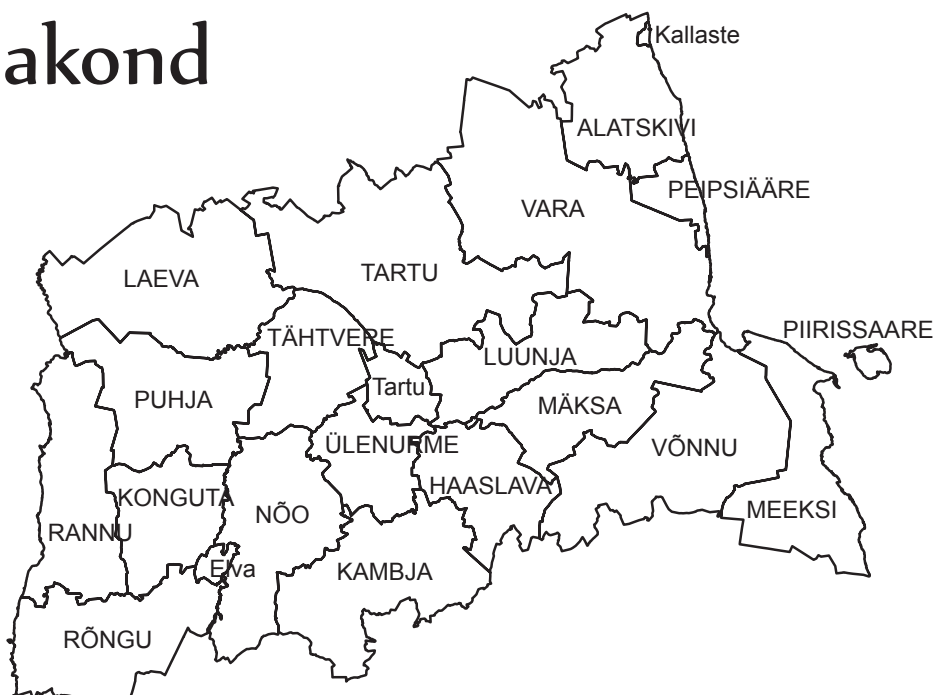 akond
Kallaste
ALATSKIVI
PEIPSIÄÄRE
VARA
TARTU
LAEVA
PIIRISSAARE
TÄHTVERE
LUUNJA
Tartu
PUHJA
MÄKSA
ÜLENURME
VÕNNU
HAASLAVA
KONGUTA
MEEKSI
NÕO
RANNU
Elva
KAMBJA
RÕNGU